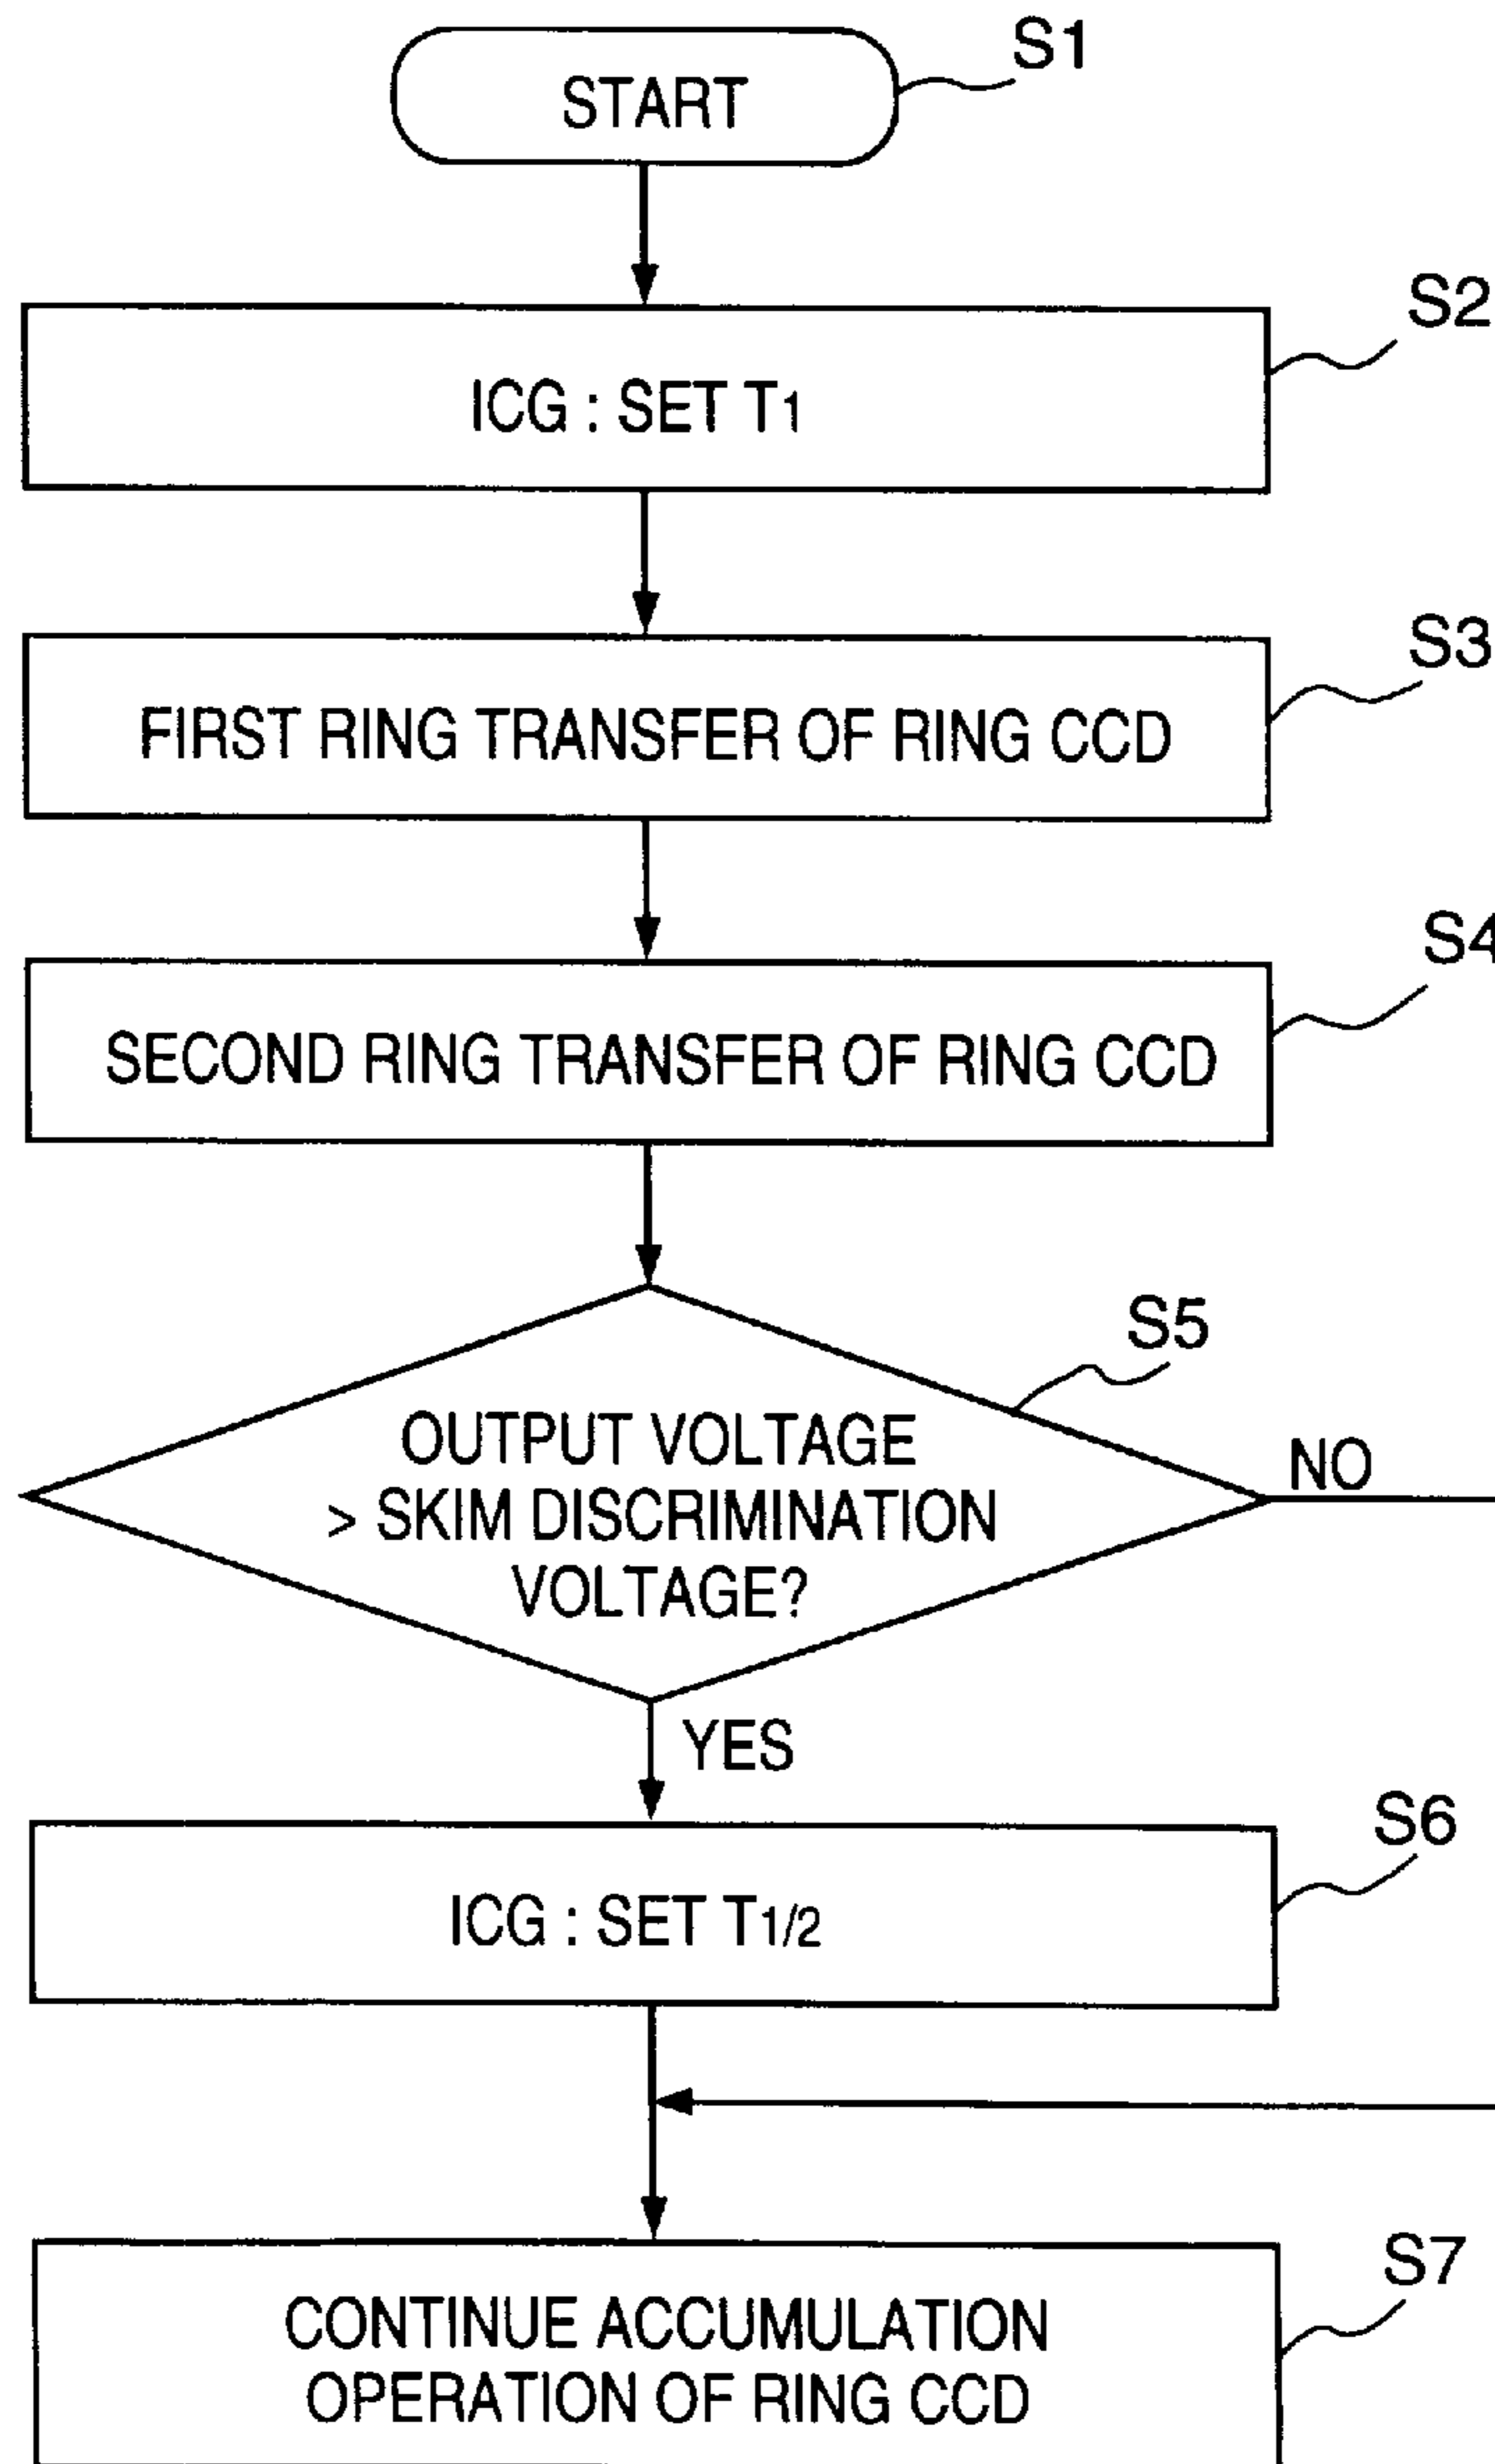 START
S1
S2
ICG : SET T1
S3
FIRST RING TRANSFER OF RING CCD
S4
SECOND RING TRANSFER OF RING CCD
S5
OUTPUT VOLTAGE
> SKIM DISCRIMINATION
VOLTAGE?
NO
YES
S6
ICG : SET T1/2
S7
CONTINUE ACCUMULATION
OPERATION OF RING CCD